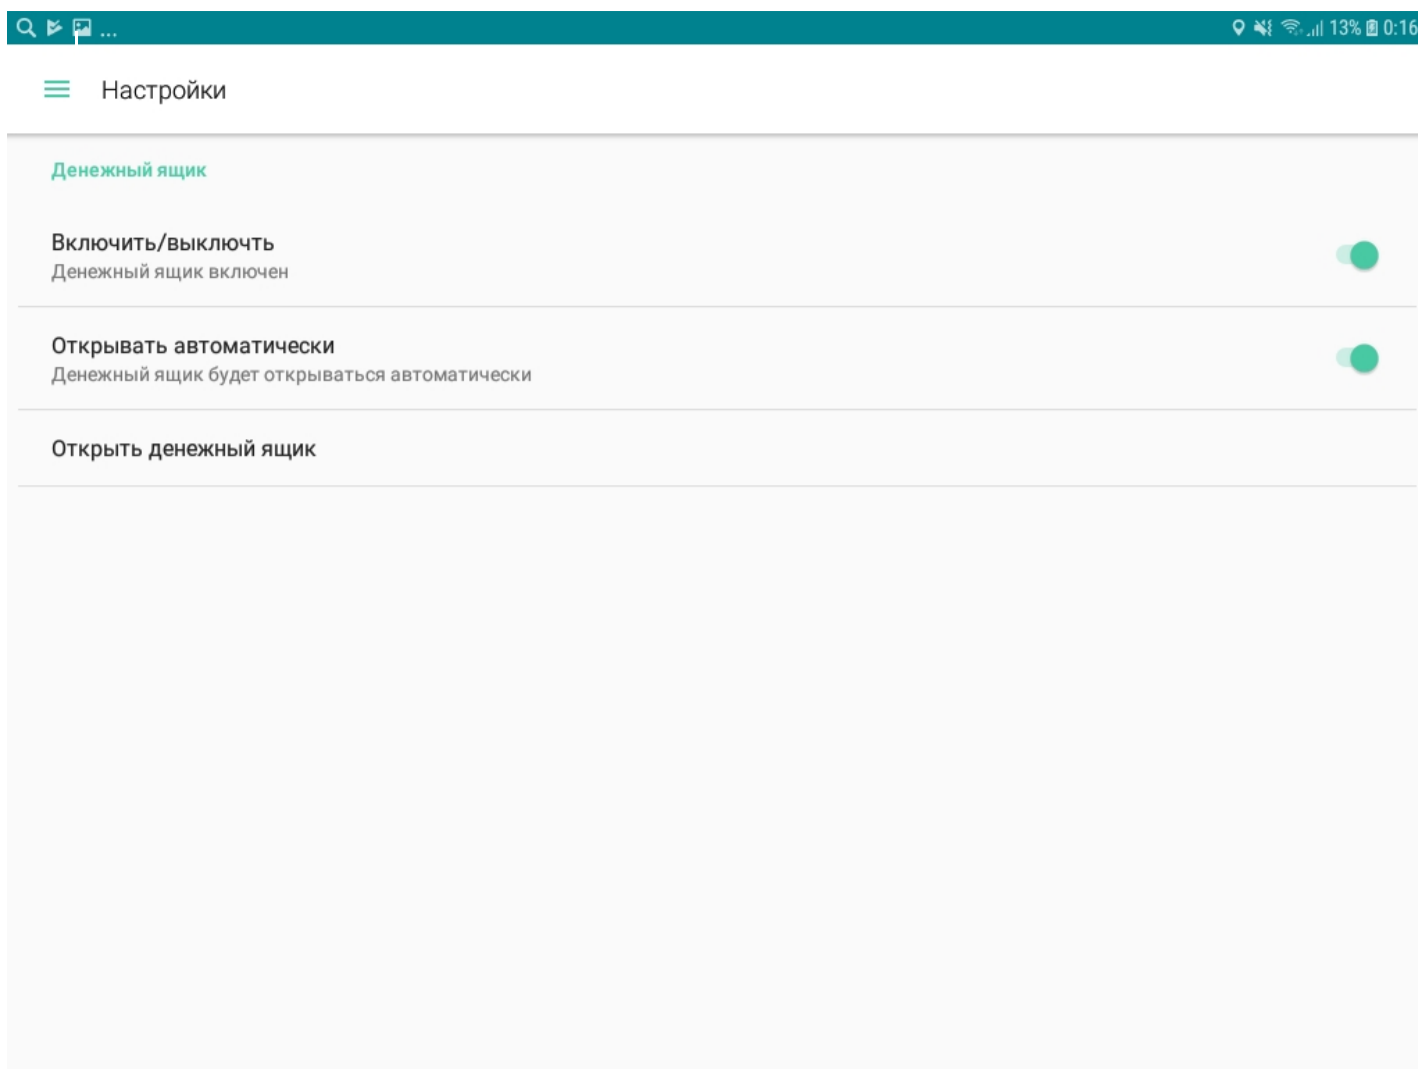 ... 13% 0:16
Настройки
Денежный ящик
Включить/выключть
Денежный ящик включен
Открывать автоматически
Денежный ящик будет открываться автоматически
Открыть денежный ящик